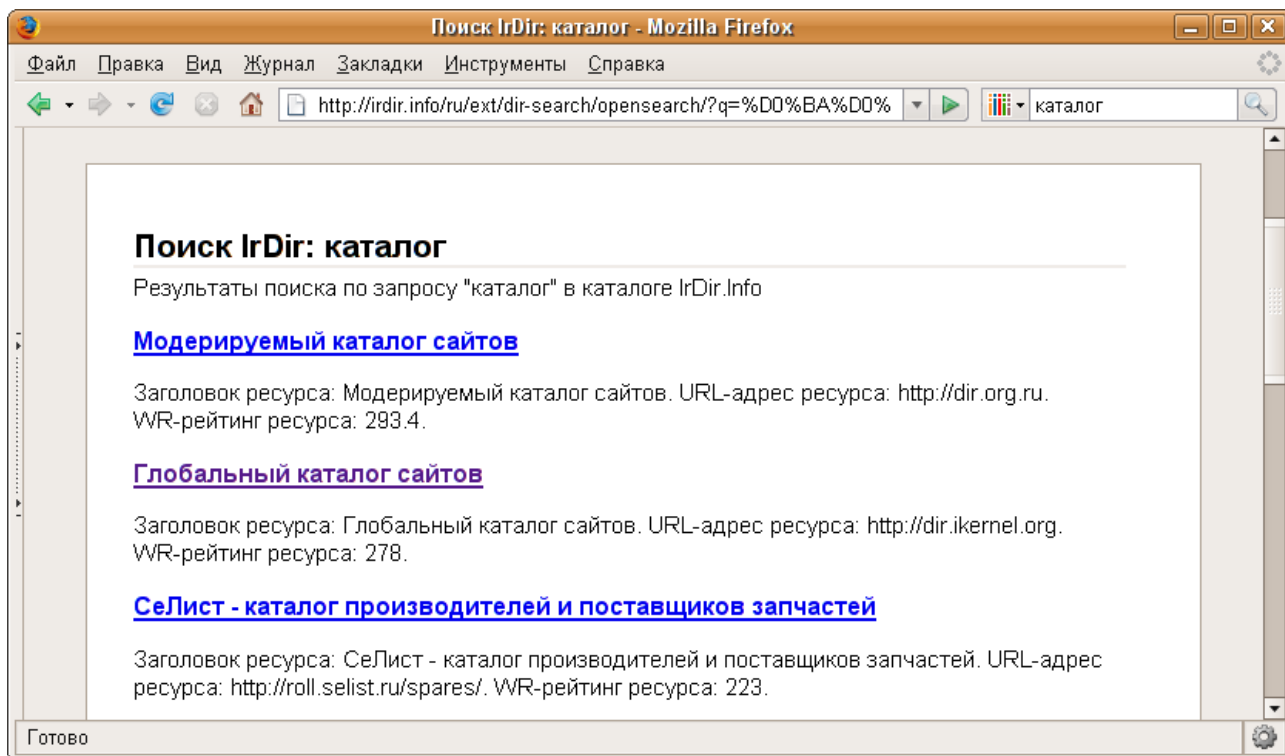 Поиск IrDir: каталог - Mozilla Firefox
Файл Правка Вид Журнал Закладки Инструменты Справка
http://irdir.info/ru/ext/dir-search/opensearch/?q=%D0%BA%D0% каталог
Поиск IrDir: каталог
Результаты поиска по запросу "каталог" в каталоге IrDir.Info
Модерируемый каталог сайтов
Заголовок ресурса: Модерируемый каталог сайтов. URL-адрес ресурса: http://dir.org.ru.
WR-рейтинг ресурса: 293.4.
Глобальный каталог сайтов
Заголовок ресурса: Глобальный каталог сайтов. URL-адрес ресурса: http://dir.ikernel.org.
WR-рейтинг ресурса: 278.
СеЛист - каталог производителей и поставщиков запчастей
Заголовок ресурса: СеЛист - каталог производителей и поставщиков запчастей. URL-адрес
ресурса: http://roll.selist.ru/spares/. WR-рейтинг ресурса: 223.
Готово